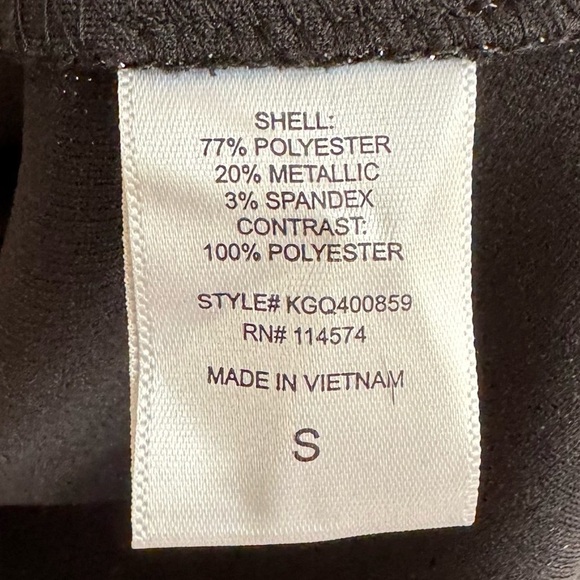 SHELL:
77% POLYESTER
20% METALLIC
3% SPANDEX
CONTRAST:
100% POLYESTER
STYLE# KGQ400859
RN# 114574
MADE IN VIETNAM
S